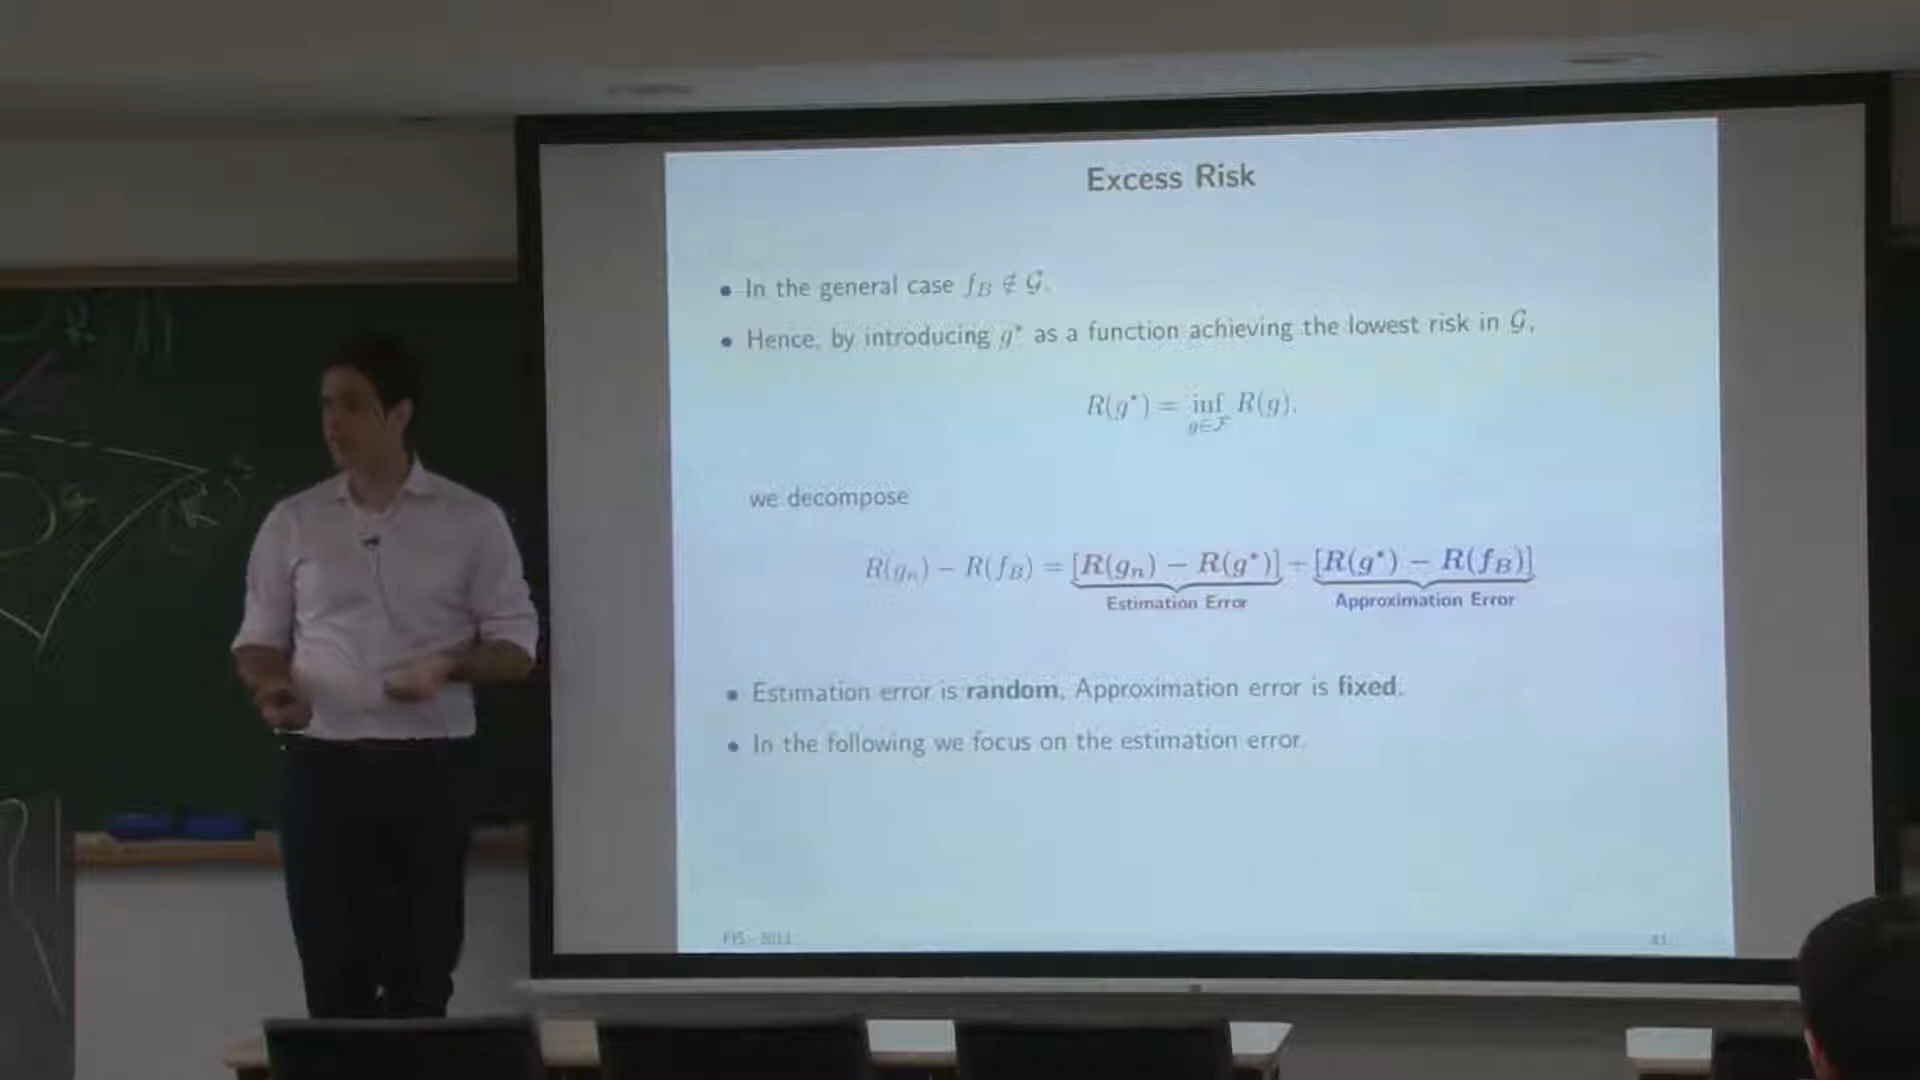 Excess Risk
• In the general case f_B ∉ 𝒢.
• Hence, by introducing g* as a function achieving the lowest risk in 𝒢,
R(g*) = inf_{g∈ℱ} R(g),
we decompose
R(g_n) − R(f_B) = [R(g_n) − R(g*)] + [R(g*) − R(f_B)]
Estimation Error Approximation Error
• Estimation error is random, Approximation error is fixed.
• In the following we focus on the estimation error.